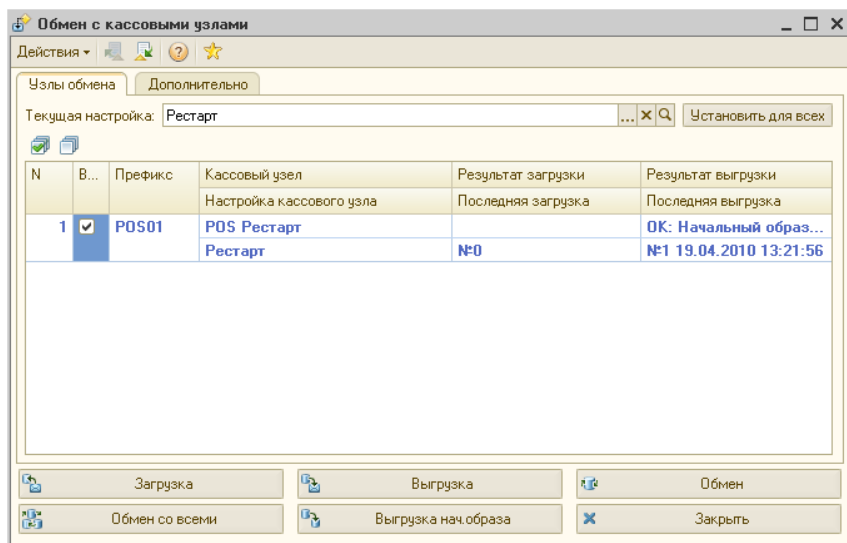 Обмен с кассовыми узлами
Действия
Узлы обмена Дополнительно
Текущая настройка: Рестарт ... Установить для всех
N В... Префикс Кассовый узел Результат загрузки Результат выгрузки
Настройка кассового узла Последняя загрузка Последняя выгрузка
1 POS01 POS Рестарт ОК: Начальный образ...
Рестарт №0 №1 19.04.2010 13:21:56
Загрузка Выгрузка Обмен
Обмен со всеми Выгрузка нач.образа Закрыть